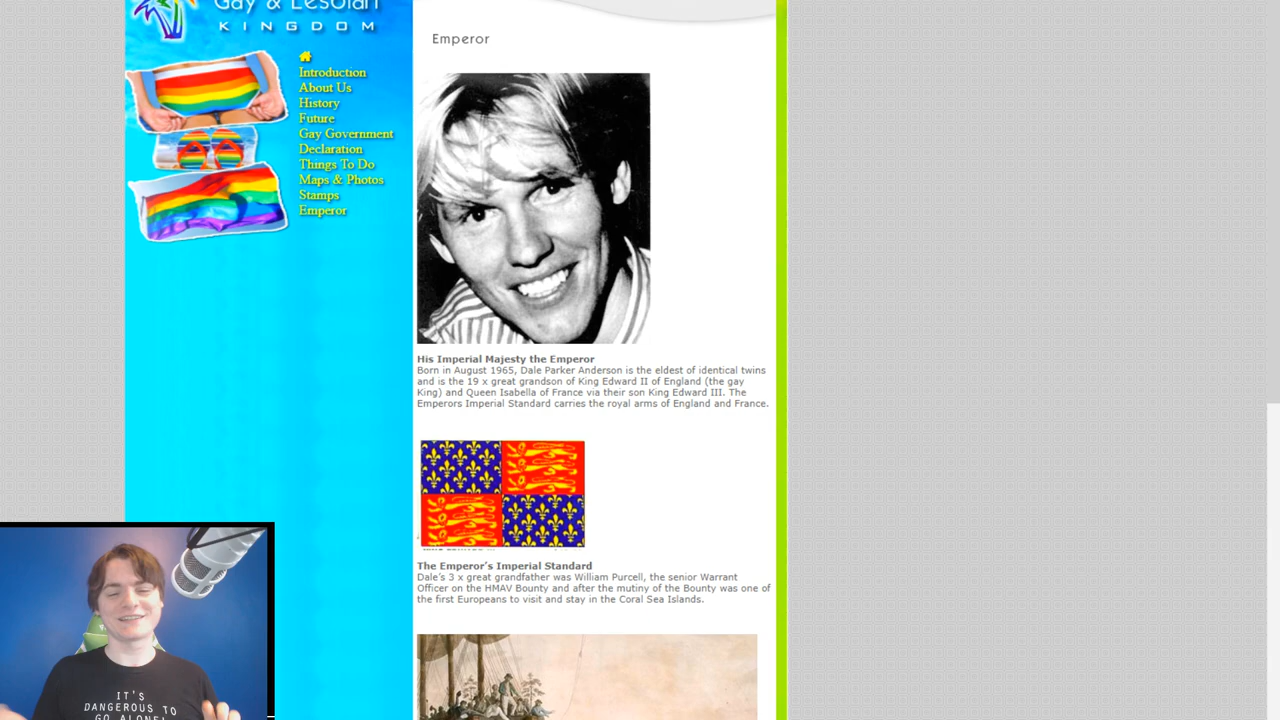 Gay & Lesbian
KINGDOM
Introduction
About Us
History
Future
Gay Government
Declaration
Things To Do
Maps & Photos
Stamps
Emperor
Emperor
His Imperial Majesty the Emperor
Born in August 1965, Dale Parker Anderson is the eldest of identical twins
and is the 19 x great grandson of King Edward II of England (the gay
King) and Queen Isabella of France via their son King Edward III. The
Emperors Imperial Standard carries the royal arms of England and France.
The Emperor's Imperial Standard
Dale's 3 x great grandfather was William Purcell, the senior Warrant
Officer on the HMAV Bounty and after the mutiny of the Bounty was one of
the first Europeans to visit and stay in the Coral Sea Islands.
IT'S
DANGEROUS TO
GO ALONE!